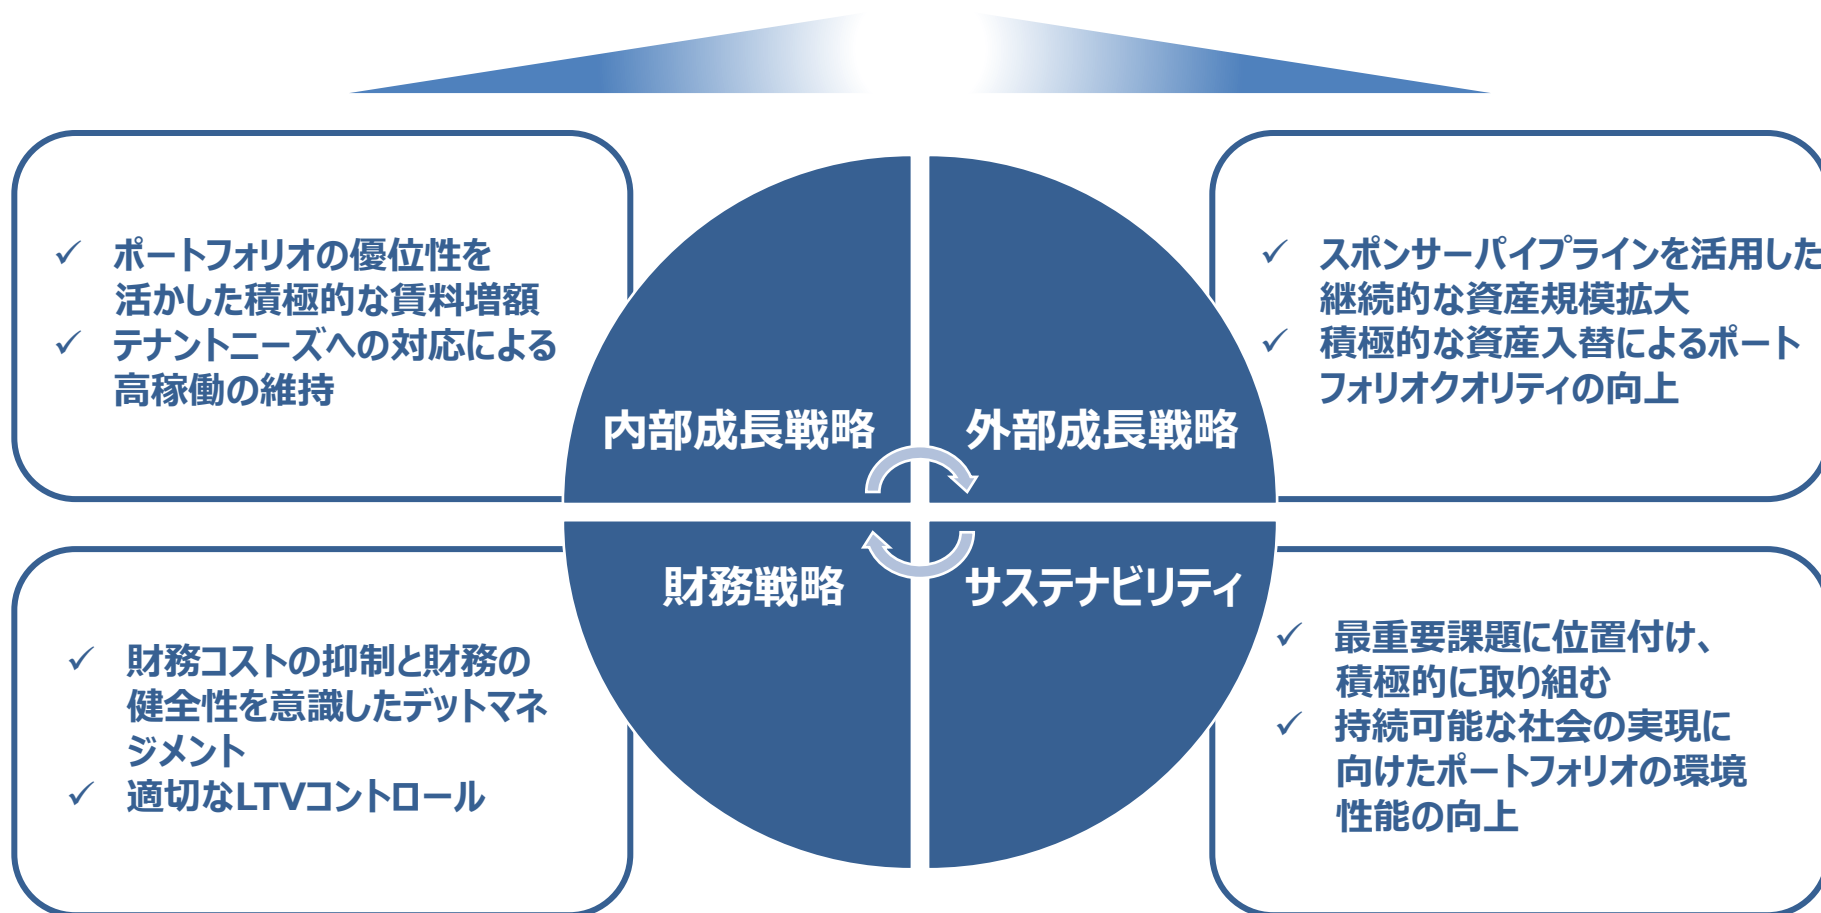 ✓ ポートフォリオの優位性を
活かした積極的な賃料増額
✓ テナントニーズへの対応による
高稼働の維持
内部成長戦略
外部成長戦略
✓ スポンサーパイプラインを活用した
継続的な資産規模拡大
✓ 積極的な資産入替によるポート
フォリオクオリティの向上
財務戦略
サステナビリティ
✓ 財務コストの抑制と財務の
健全性を意識したデットマネ
ジメント
✓ 適切なLTVコントロール
✓ 最重要課題に位置付け、
積極的に取り組む
✓ 持続可能な社会の実現に
向けたポートフォリオの環境
性能の向上